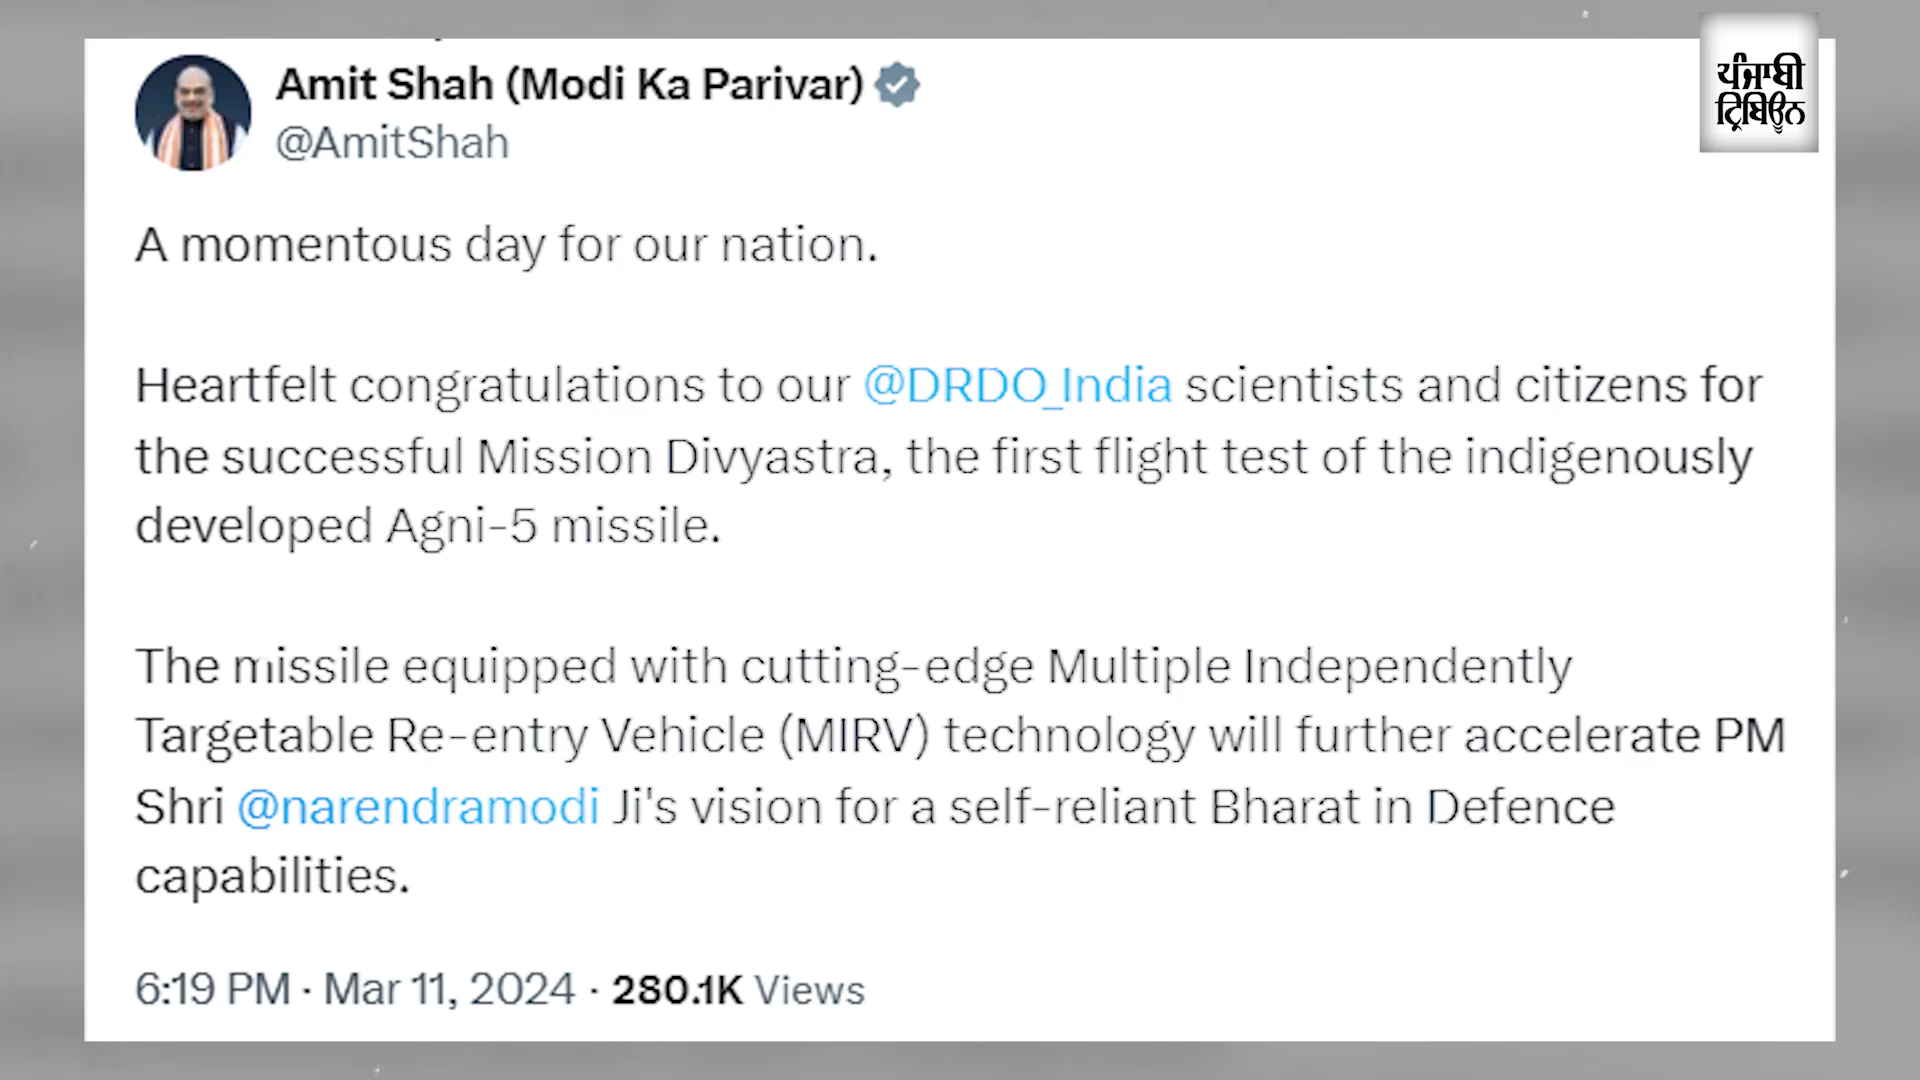 Amit Shah (Modi Ka Parivar)
@AmitShah
ਪੰਜਾਬੀ
ਟ੍ਰਿਬਿਊਨ
A momentous day for our nation.
Heartfelt congratulations to our @DRDO_India scientists and citizens for
the successful Mission Divyastra, the first flight test of the indigenously
developed Agni-5 missile.
The missile equipped with cutting-edge Multiple Independently
Targetable Re-entry Vehicle (MIRV) technology will further accelerate PM
Shri @narendramodi Ji's vision for a self-reliant Bharat in Defence
capabilities.
6:19 PM · Mar 11, 2024 · 280.1K Views